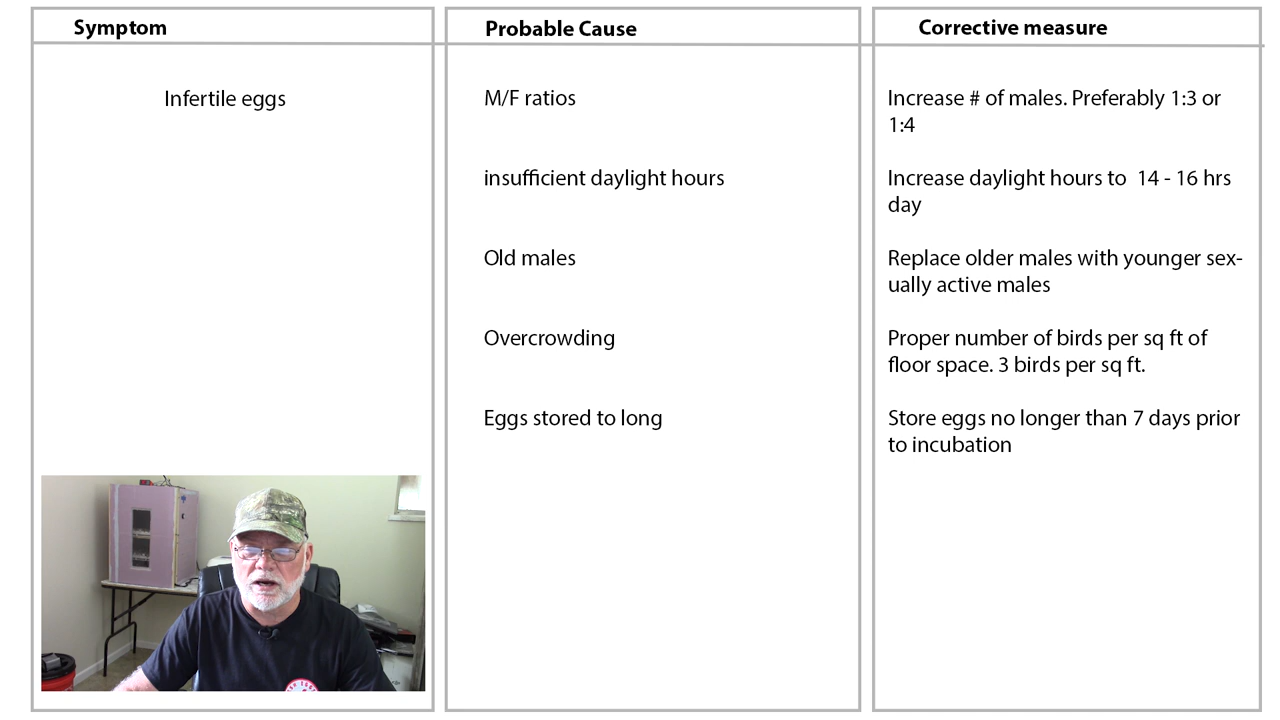 Symptom
Probable Cause
Corrective measure
Infertile eggs
M/F ratios
Increase # of males. Preferably 1:3 or
1:4
insufficient daylight hours
Increase daylight hours to  14 - 16 hrs
day
Old males
Replace older males with younger sex-
ually active males
Overcrowding
Proper number of birds per sq ft of
floor space. 3 birds per sq ft.
Eggs stored to long
Store eggs no longer than 7 days prior
to incubation